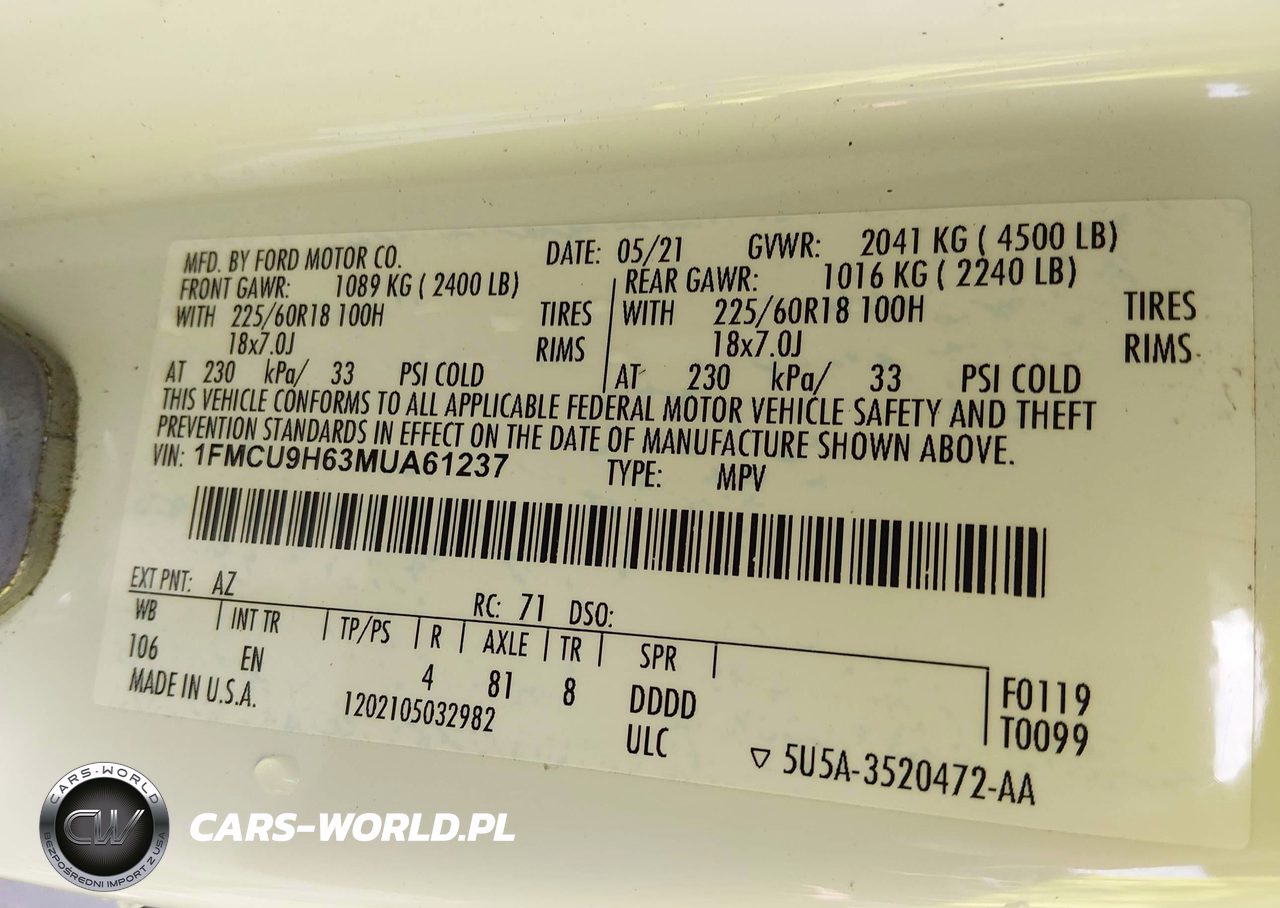 MFD. BY FORD MOTOR CO. DATE: 05/21 GVWR: 2041 KG ( 4500 LB)
FRONT GAWR: 1089 KG ( 2400 LB) REAR GAWR: 1016 KG ( 2240 LB)
WITH 225/60R18 100H TIRES WITH 225/60R18 100H TIRES
18x7.0J RIMS 18x7.0J RIMS
AT 230 kPa/ 33 PSI COLD AT 230 kPa/ 33 PSI COLD
THIS VEHICLE CONFORMS TO ALL APPLICABLE FEDERAL MOTOR VEHICLE SAFETY AND THEFT
PREVENTION STANDARDS IN EFFECT ON THE DATE OF MANUFACTURE SHOWN ABOVE.
VIN: 1FMCU9H63MUA61237 TYPE: MPV
EXT PNT: AZ RC: 71 DSO:
WB INT TR TP/PS R AXLE TR SPR
106 EN 4 81 8 DDDD F0119
MADE IN U.S.A. 1202105032982 ULC T0099
▽ 5U5A-3520472-AA
CARS-WORLD
CW
BEZPOŚREDNI IMPORT Z USA
CARS-WORLD.PL